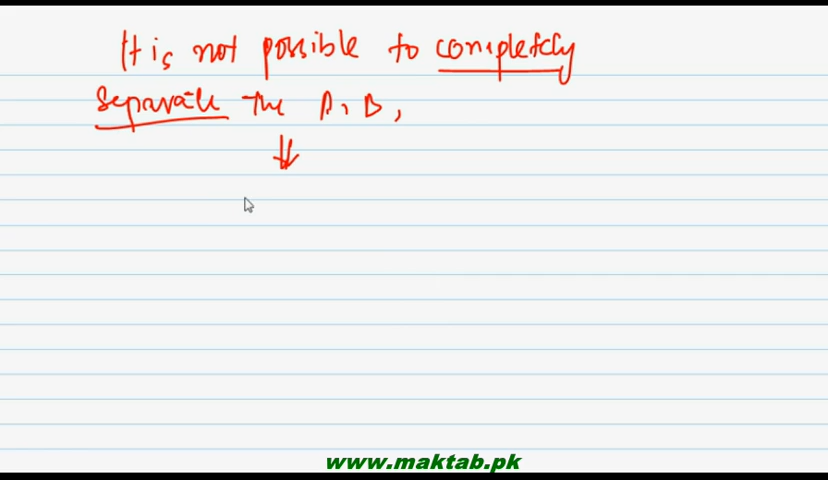 It is not possible to completely
separate the A, B,
www.maktab.pk